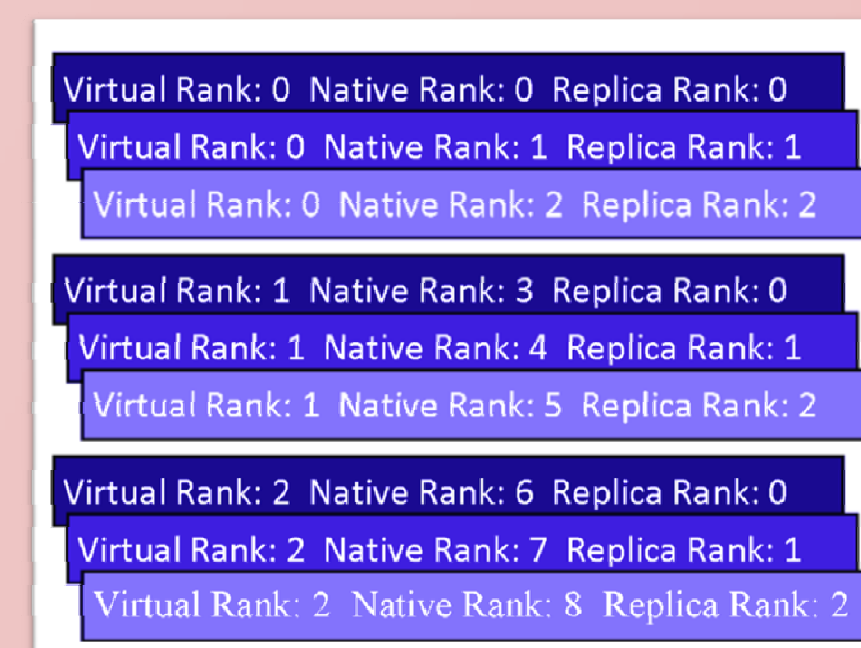 Virtual Rank: 0 Native Rank: 0 Replica Rank: 0
Virtual Rank: 0 Native Rank: 1 Replica Rank: 1
Virtual Rank: 0 Native Rank: 2 Replica Rank: 2
Virtual Rank: 1 Native Rank: 3 Replica Rank: 0
Virtual Rank: 1 Native Rank: 4 Replica Rank: 1
Virtual Rank: 1 Native Rank: 5 Replica Rank: 2
Virtual Rank: 2 Native Rank: 6 Replica Rank: 0
Virtual Rank: 2 Native Rank: 7 Replica Rank: 1
Virtual Rank: 2 Native Rank: 8 Replica Rank: 2